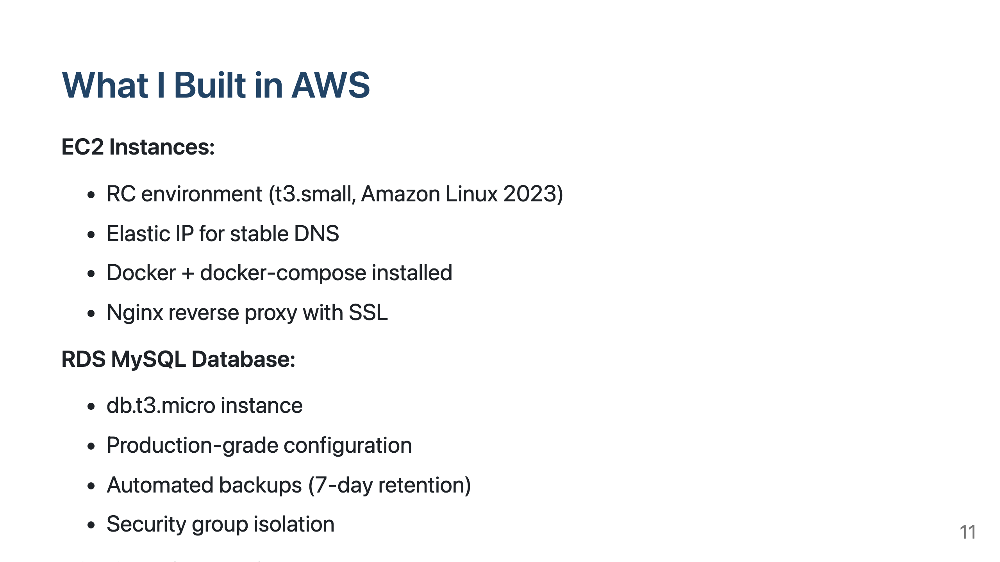 What I Built in AWS
EC2 Instances:
RC environment (t3.small, Amazon Linux 2023)
Elastic IP for stable DNS
Docker + docker-compose installed
Nginx reverse proxy with SSL
RDS MySQL Database:
db.t3.micro instance
Production-grade configuration
Automated backups (7-day retention)
Security group isolation
11